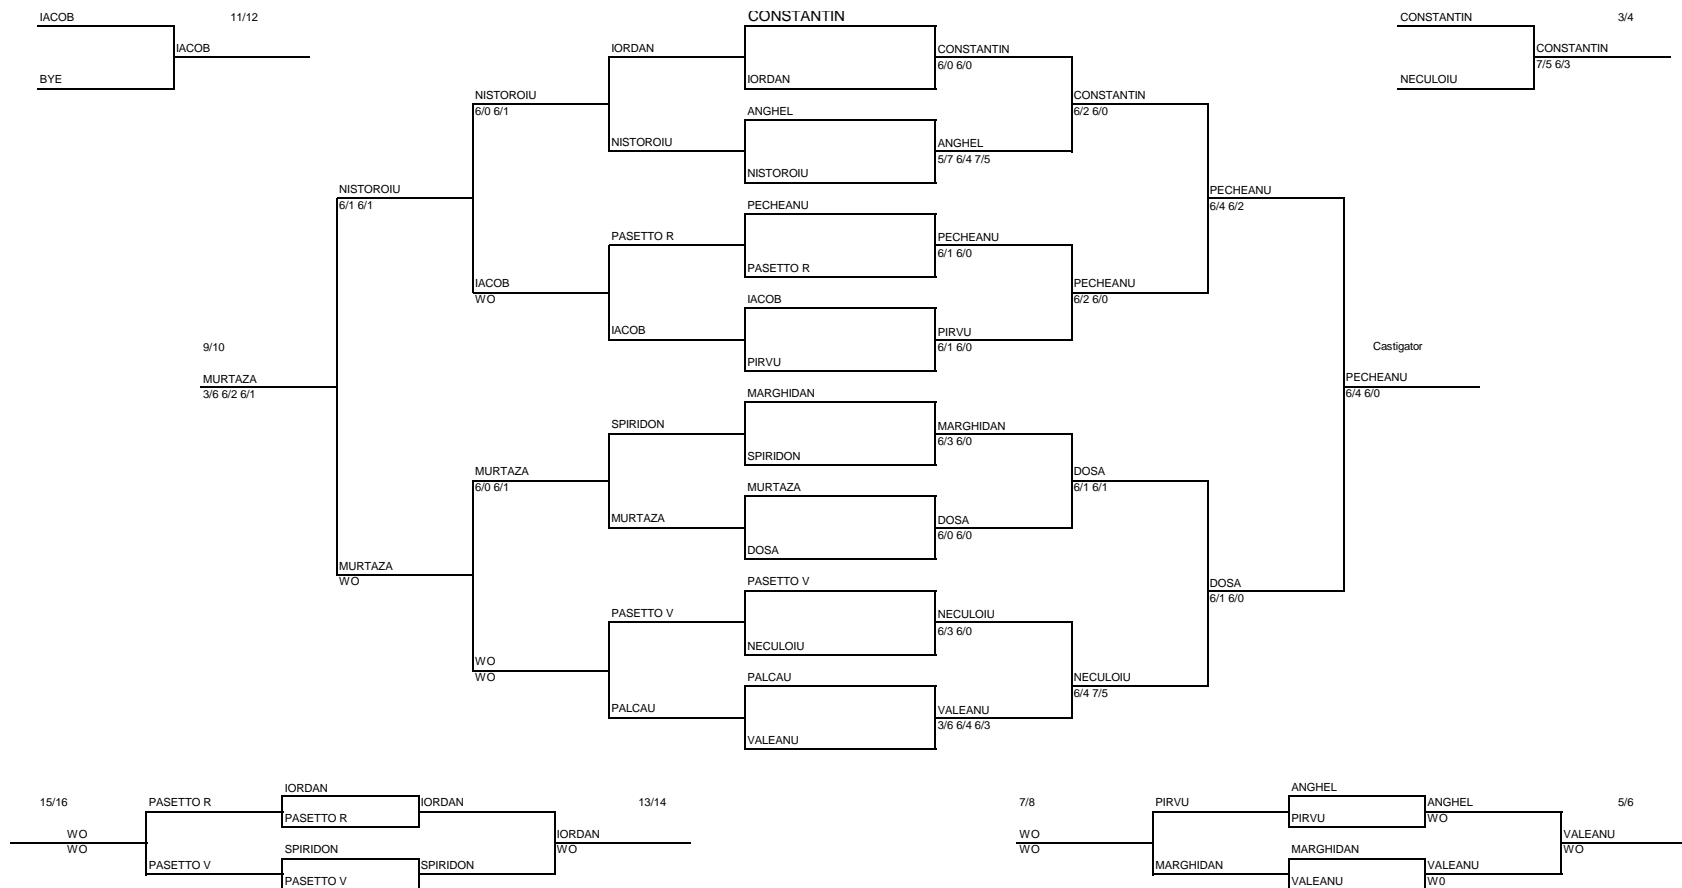 IACOB
11/12
IACOB
BYE
CONSTANTIN
3/4
CONSTANTIN
7/5 6/3
NECULOIU
CONSTANTIN
IORDAN
CONSTANTIN
6/0 6/0
IORDAN
NISTOROIU
6/0 6/1
CONSTANTIN
6/2 6/0
ANGHEL
NISTOROIU
ANGHEL
5/7 6/4 7/5
NISTOROIU
NISTOROIU
6/1 6/1
PECHEANU
6/4 6/2
PECHEANU
PASETTO R
PECHEANU
6/1 6/0
PASETTO R
IACOB
WO
PECHEANU
6/2 6/0
IACOB
IACOB
PIRVU
6/1 6/0
PIRVU
9/10
Castigator
MURTAZA
3/6 6/2 6/1
PECHEANU
6/4 6/0
MARGHIDAN
SPIRIDON
MARGHIDAN
6/3 6/0
SPIRIDON
MURTAZA
6/0 6/1
DOSA
6/1 6/1
MURTAZA
MURTAZA
DOSA
6/0 6/0
DOSA
MURTAZA
WO
DOSA
6/1 6/0
PASETTO V
PASETTO V
NECULOIU
6/3 6/0
NECULOIU
WO
WO
NECULOIU
6/4 7/5
PALCAU
PALCAU
VALEANU
3/6 6/4 6/3
VALEANU
15/16
PASETTO R
IORDAN
IORDAN
13/14
PASETTO R
WO
WO
IORDAN
WO
SPIRIDON
PASETTO V
SPIRIDON
PASETTO V
7/8
PIRVU
ANGHEL
ANGHEL
WO
5/6
PIRVU
WO
WO
VALEANU
WO
MARGHIDAN
MARGHIDAN
VALEANU
W0
VALEANU